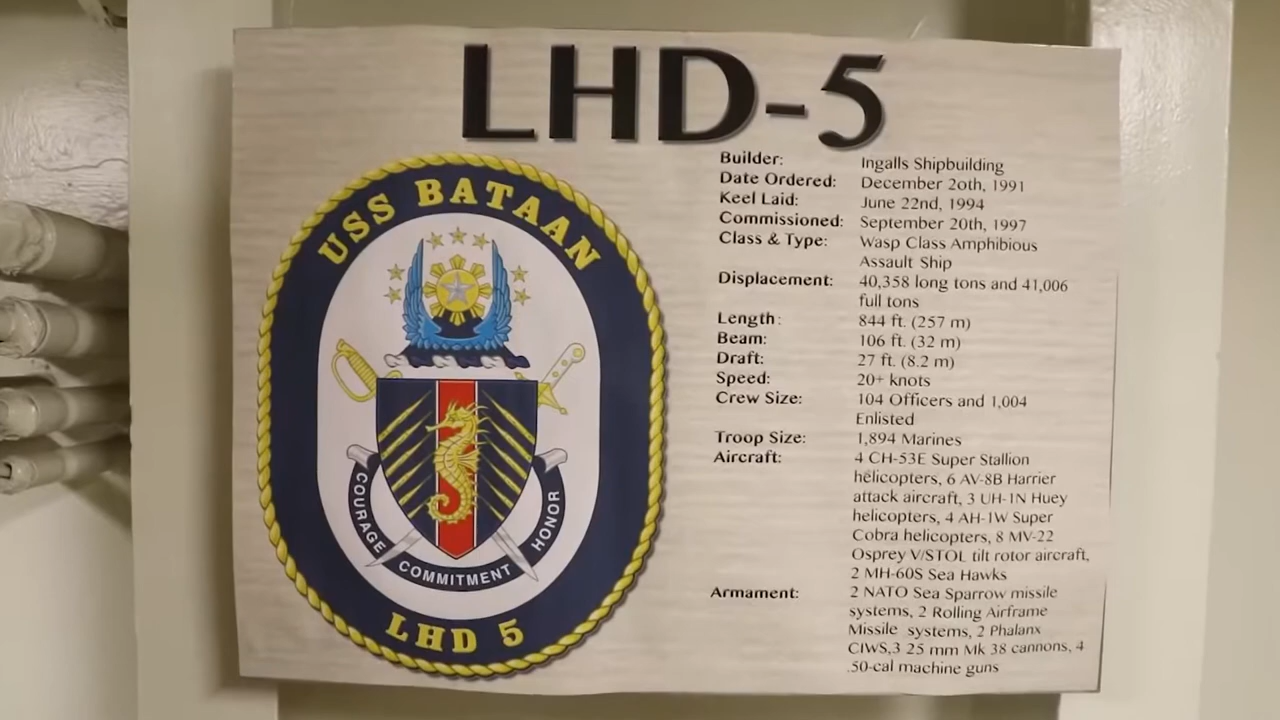 LHD-5
USS BATAAN
COURAGE
COMMITMENT
HONOR
LHD 5
Builder: Ingalls Shipbuilding
Date Ordered: December 20th, 1991
Keel Laid: June 22nd, 1994
Commissioned: September 20th, 1997
Class & Type: Wasp Class Amphibious
Assault Ship
Displacement: 40,358 long tons and 41,006
full tons
Length: 844 ft. (257 m)
Beam: 106 ft. (32 m)
Draft: 27 ft. (8.2 m)
Speed: 20+ knots
Crew Size: 104 Officers and 1,004
Enlisted
Troop Size: 1,894 Marines
Aircraft: 4 CH-53E Super Stallion
helicopters, 6 AV-8B Harrier
attack aircraft, 3 UH-1N Huey
helicopters, 4 AH-1W Super
Cobra helicopters, 8 MV-22
Osprey V/STOL tilt rotor aircraft,
2 MH-60S Sea Hawks
Armament: 2 NATO Sea Sparrow missile
systems, 2 Rolling Airframe
Missile systems, 2 Phalanx
CIWS,3 25 mm Mk 38 cannons, 4
.50-cal machine guns